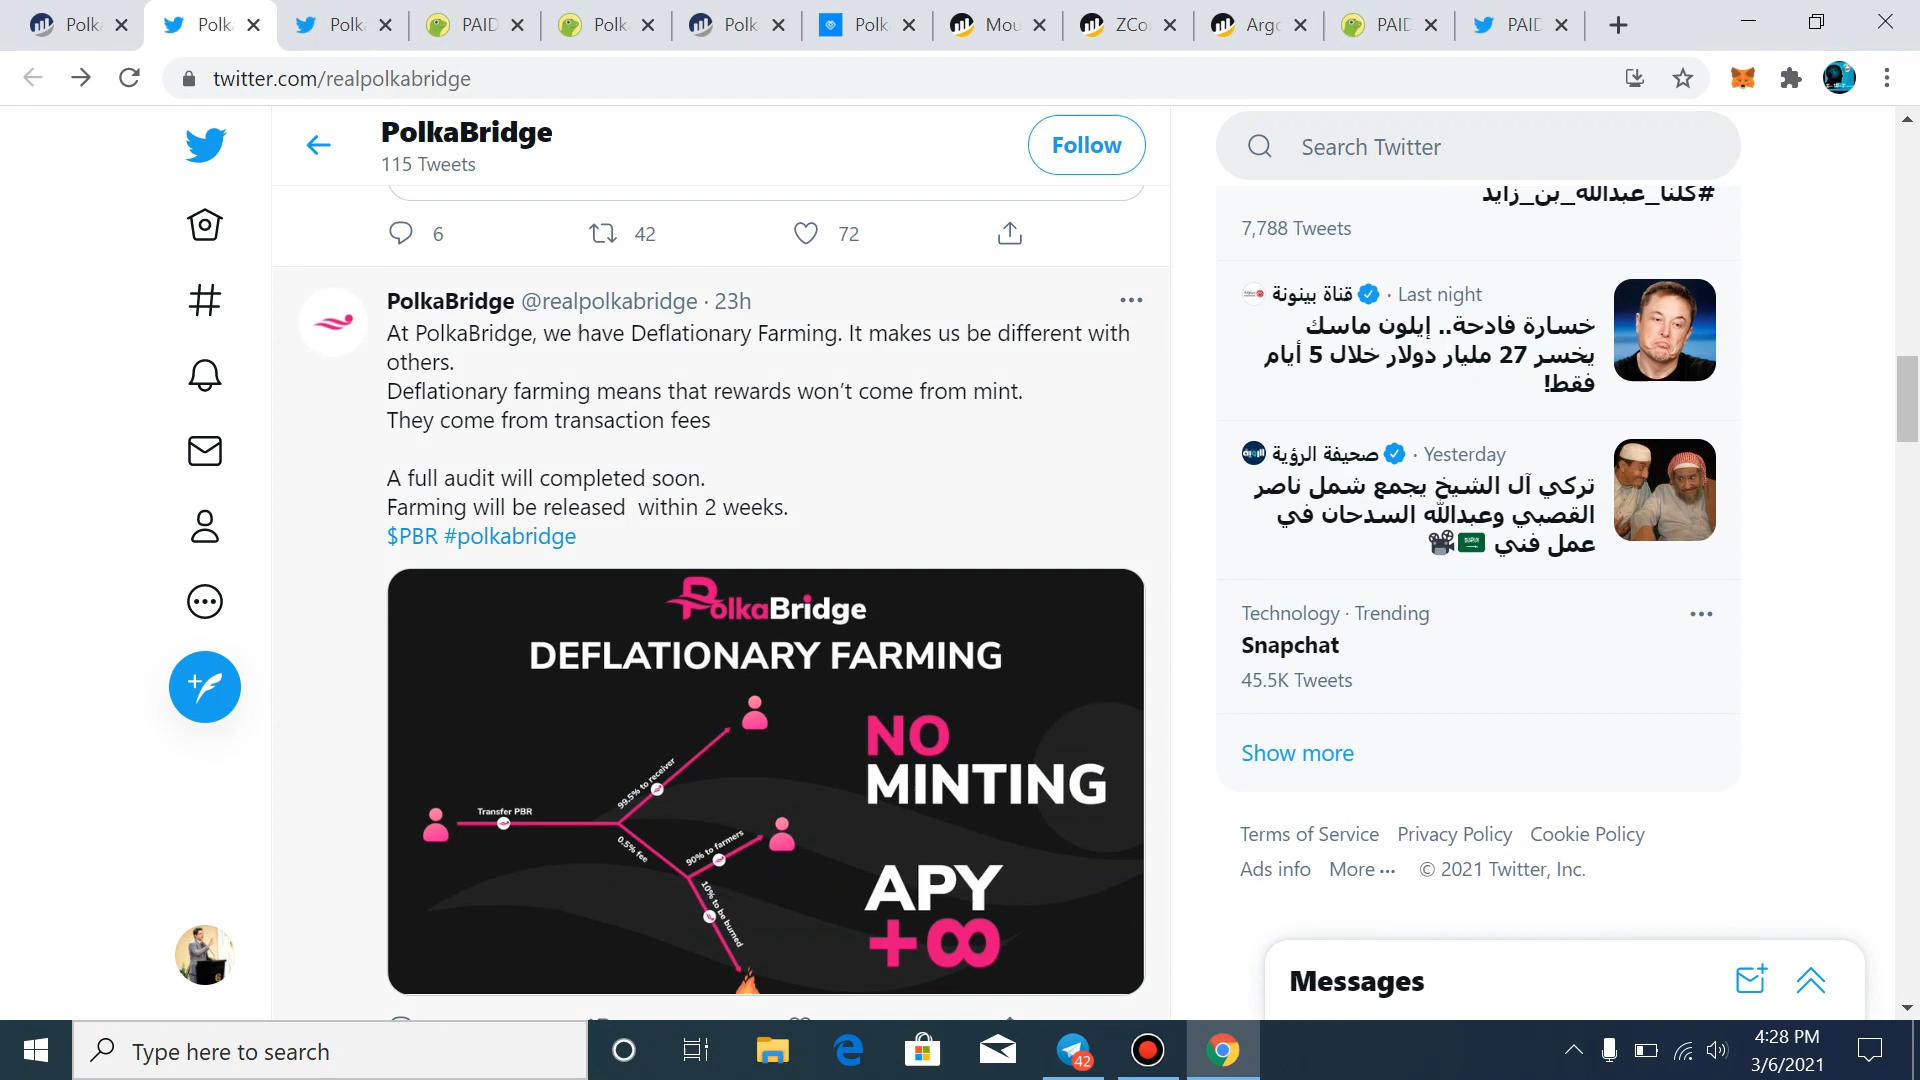 Polk
Polk
Polk
PAID
Polk
Polk
Polk
Mou
ZCo
Argo
PAID
PAID
twitter.com/realpolkabridge
PolkaBridge
115 Tweets
Follow
Search Twitter
6
42
72
#كلنا_عبدالله_بن_زايد
7,788 Tweets
PolkaBridge @realpolkabridge · 23h
At PolkaBridge, we have Deflationary Farming. It makes us be different with
others.
Deflationary farming means that rewards won’t come from mint.
They come from transaction fees
A full audit will completed soon.
Farming will be released within 2 weeks.
$PBR #polkabridge
PolkaBridge
DEFLATIONARY FARMING
Transfer PBR
99.5% to receiver
0.5% fee
90% to farmers
10% to be burned
NO
MINTING
APY
+∞
قناة بينونة · Last night
خسارة فادحة.. إيلون ماسك
يخسر 27 مليار دولار خلال 5 أيام
فقط!
صحيفة الرؤية · Yesterday
تركي آل الشيخ يجمع شمل ناصر
القصبي وعبدالله السدحان في
عمل فني 🇸🇦🎥
Technology · Trending
Snapchat
45.5K Tweets
Show more
Terms of Service Privacy Policy Cookie Policy
Ads info More ··· © 2021 Twitter, Inc.
Messages
Type here to search
42
4:28 PM
3/6/2021